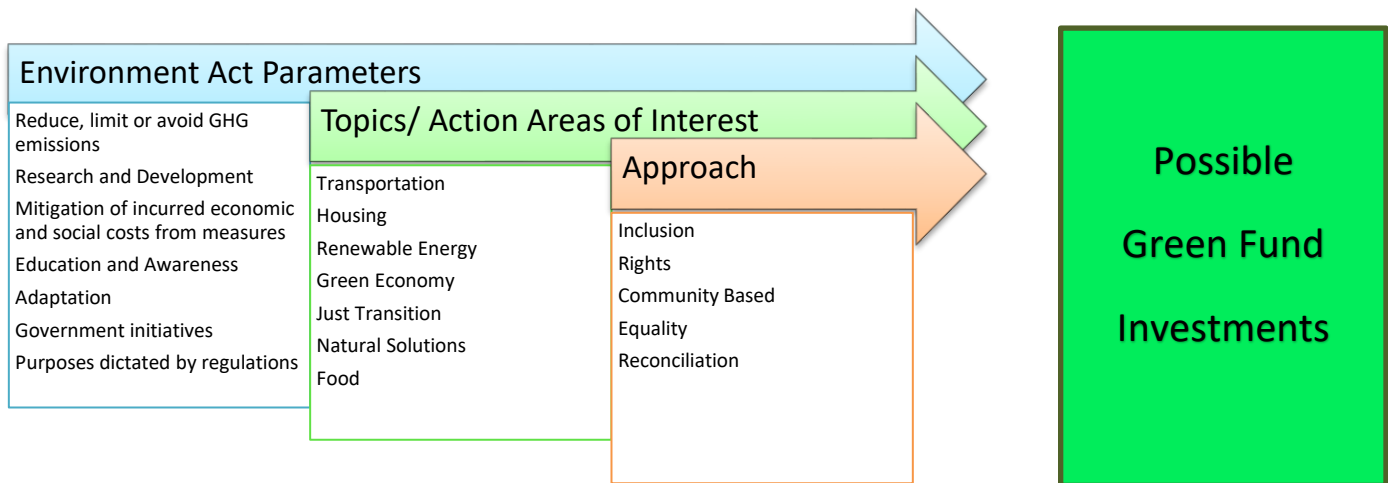 Environment Act Parameters
Reduce, limit or avoid GHG
emissions
Research and Development
Mitigation of incurred economic
and social costs from measures
Education and Awareness
Adaptation
Government initiatives
Purposes dictated by regulations
Topics/ Action Areas of Interest
Transportation
Housing
Renewable Energy
Green Economy
Just Transition
Natural Solutions
Food
Approach
Inclusion
Rights
Community Based
Equality
Reconciliation
Possible
Green Fund
Investments